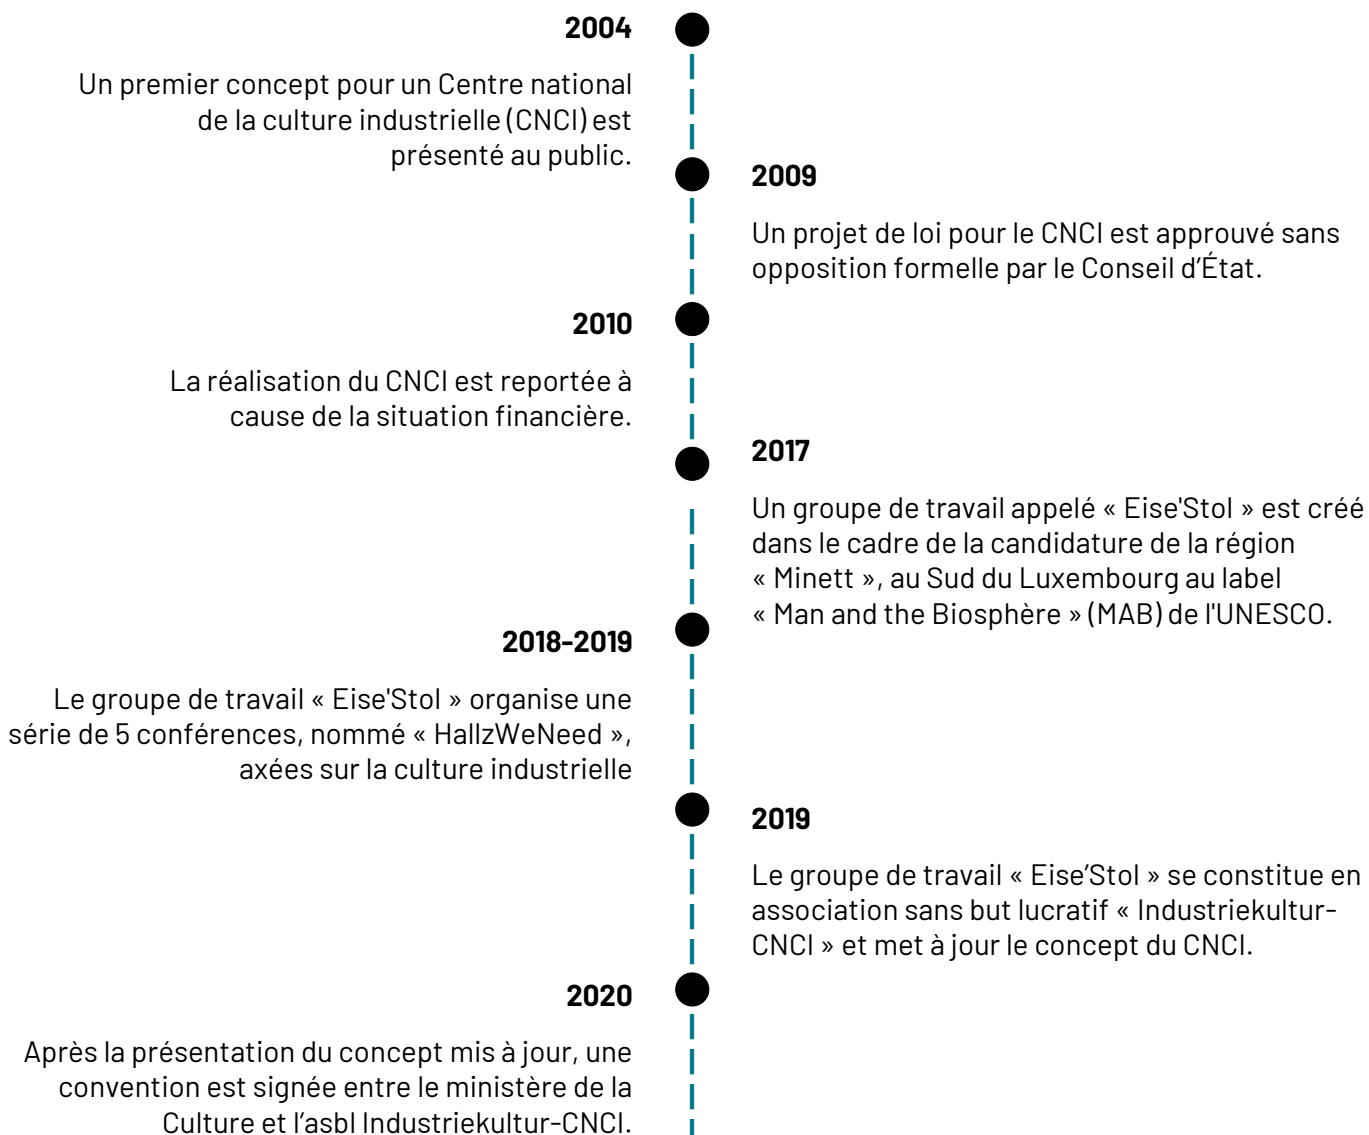 2004
Un premier concept pour un Centre national
de la culture industrielle (CNCI) est
présenté au public.
2009
Un projet de loi pour le CNCI est approuvé sans
opposition formelle par le Conseil d’État.
2010
La réalisation du CNCI est reportée à
cause de la situation financière.
2017
Un groupe de travail appelé « Eise'Stol » est créé
dans le cadre de la candidature de la région
« Minett », au Sud du Luxembourg au label
« Man and the Biosphère » (MAB) de l'UNESCO.
2018-2019
Le groupe de travail « Eise'Stol » organise une
série de 5 conférences, nommé « HallzWeNeed »,
axées sur la culture industrielle
2019
Le groupe de travail « Eise’Stol » se constitue en
association sans but lucratif « Industriekultur-
CNCI » et met à jour le concept du CNCI.
2020
Après la présentation du concept mis à jour, une
convention est signée entre le ministère de la
Culture et l’asbl Industriekultur-CNCI.